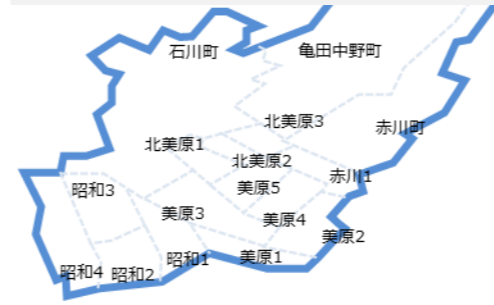 石川町
亀田中野町
北美原3
赤川町
北美原1
北美原2
赤川1
昭和3
美原5
美原3
美原4
美原2
昭和1
美原1
昭和4
昭和2